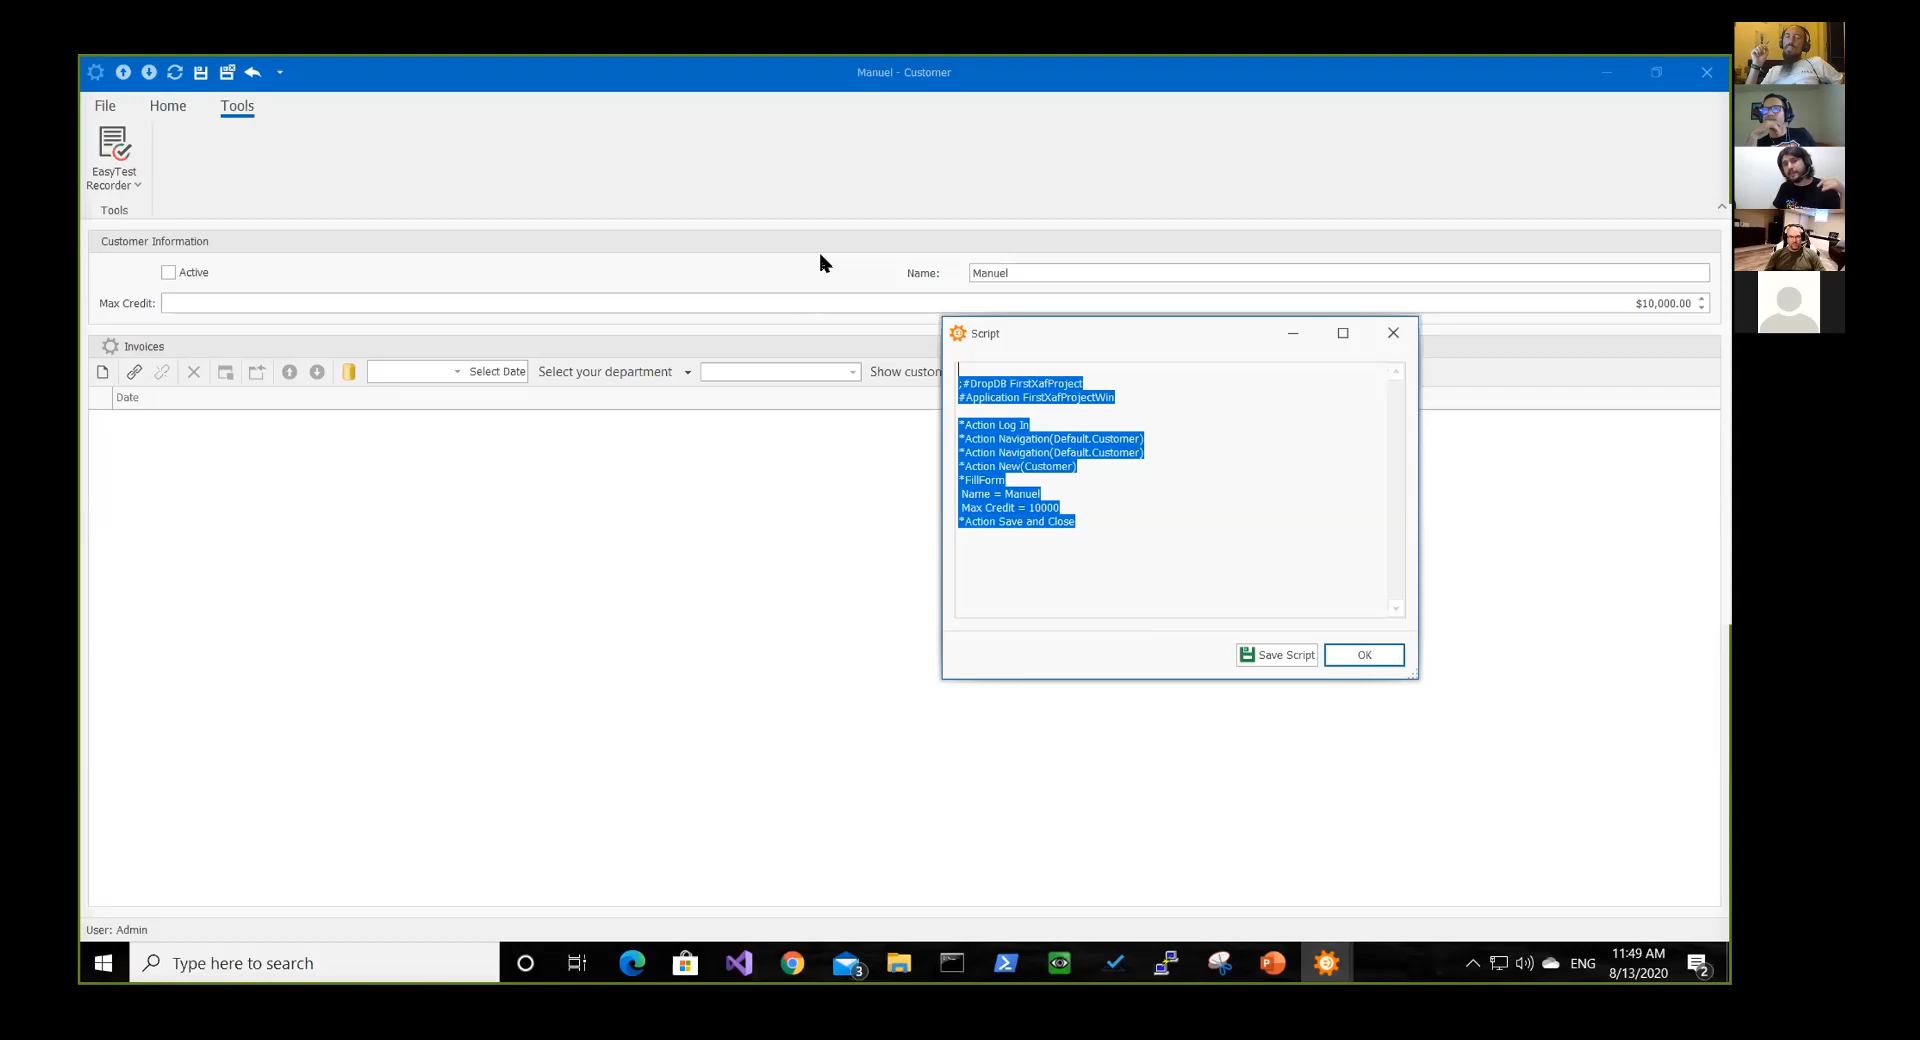 Manuel - Customer
File Home Tools
EasyTest
Recorder
Tools
Customer Information
Active
Name: Manuel
Max Credit: $10,000.00
Invoices
Select Date Select your department Show custom
Date
Script
;#DropDB FirstXafProject
#Application FirstXafProjectWin
*Action Log In
*Action Navigation(Default.Customer)
*Action Navigation(Default.Customer)
*Action New(Customer)
*FillForm
Name = Manuel
Max Credit = 10000
*Action Save and Close
Save Script OK
User: Admin
Type here to search
3
ENG
11:49 AM
8/13/2020
2